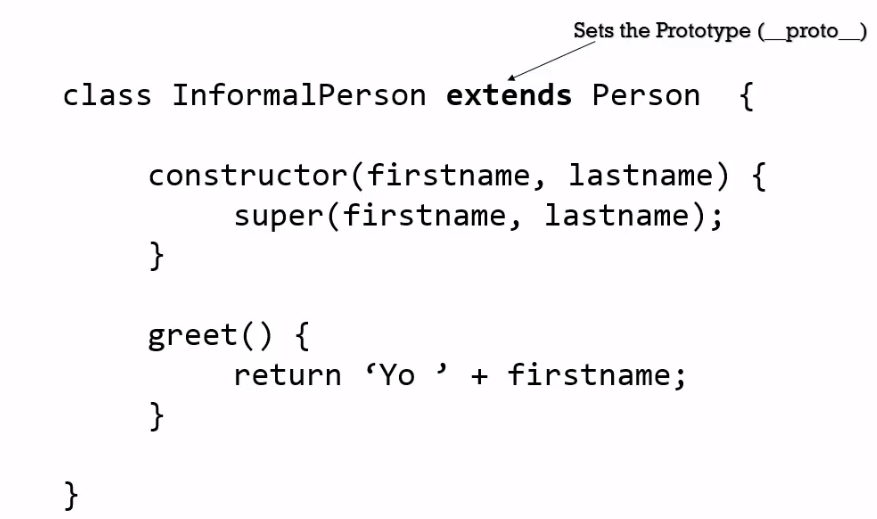 Sets the Prototype (__proto__)
class InformalPerson extends Person {
constructor(firstname, lastname) {
super(firstname, lastname);
}
greet() {
return ‘Yo ’ + firstname;
}
}